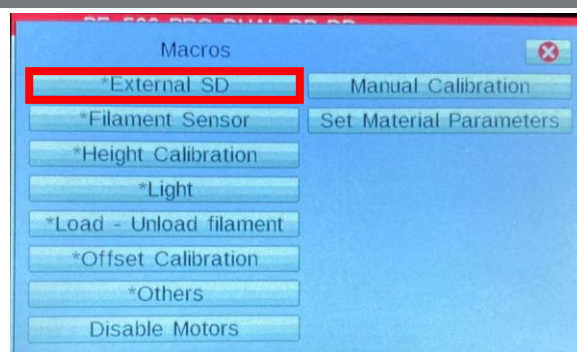 Macros
*External SD
Manual Calibration
*Filament Sensor
Set Material Parameters
*Height Calibration
*Light
*Load - Unload filament
*Offset Calibration
*Others
Disable Motors